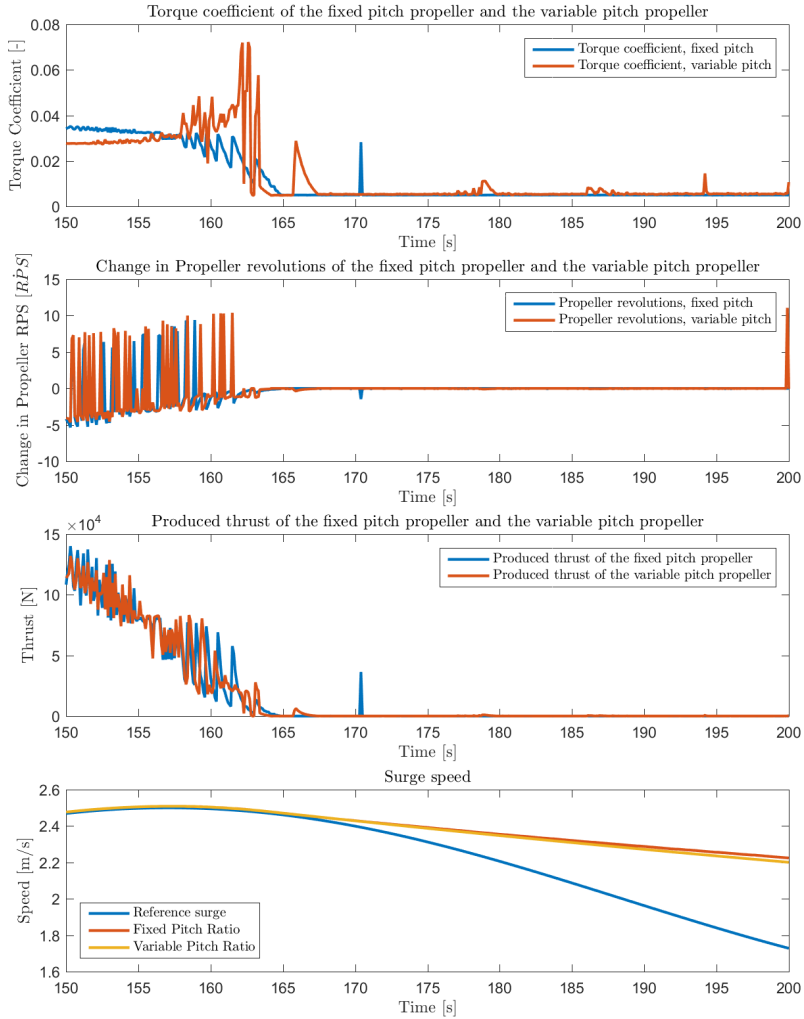 Torque coefficient of the fixed pitch propeller and the variable pitch propeller
Torque Coefficient [-]
0.08
0.06
0.04
0.02
0
Torque coefficient, fixed pitch
Torque coefficient, variable pitch
150 155 160 165 170 175 180 185 190 195 200
Time [s]
Change in Propeller revolutions of the fixed pitch propeller and the variable pitch propeller
Change in Propeller RPS [RṖS]
15
10
5
0
-5
-10
Propeller revolutions, fixed pitch
Propeller revolutions, variable pitch
150 155 160 165 170 175 180 185 190 195 200
Time [s]
×10⁴
Produced thrust of the fixed pitch propeller and the variable pitch propeller
Thrust [N]
15
10
5
0
Produced thrust of the fixed pitch propeller
Produced thrust of the variable pitch propeller
150 155 160 165 170 175 180 185 190 195 200
Time [s]
Surge speed
Speed [m/s]
2.6
2.4
2.2
2
1.8
1.6
Reference surge
Fixed Pitch Ratio
Variable Pitch Ratio
150 155 160 165 170 175 180 185 190 195 200
Time [s]